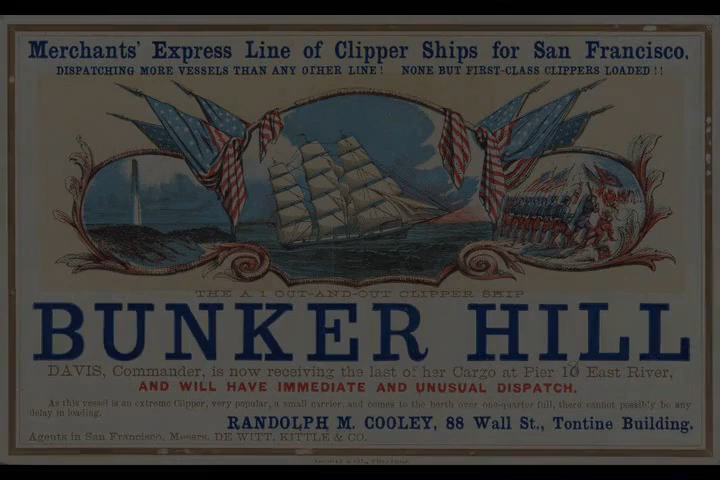 Merchants' Express Line of Clipper Ships for San Francisco.
DISPATCHING MORE VESSELS THAN ANY OTHER LINE! NONE BUT FIRST-CLASS CLIPPERS LOADED!!
THE A 1 OUT-AND-OUT CLIPPER SHIP
BUNKER HILL
DAVIS, Commander, is now receiving the last of her Cargo at Pier 10 East River,
AND WILL HAVE IMMEDIATE AND UNUSUAL DISPATCH.
As this vessel is an extreme Clipper, very popular, a small carrier, and comes to the berth over one-quarter full, there cannot possibly be any
delay in loading.
RANDOLPH M. COOLEY, 88 Wall St., Tontine Building.
Agents in San Francisco, Messrs. DE WITT, KITTLE & CO.